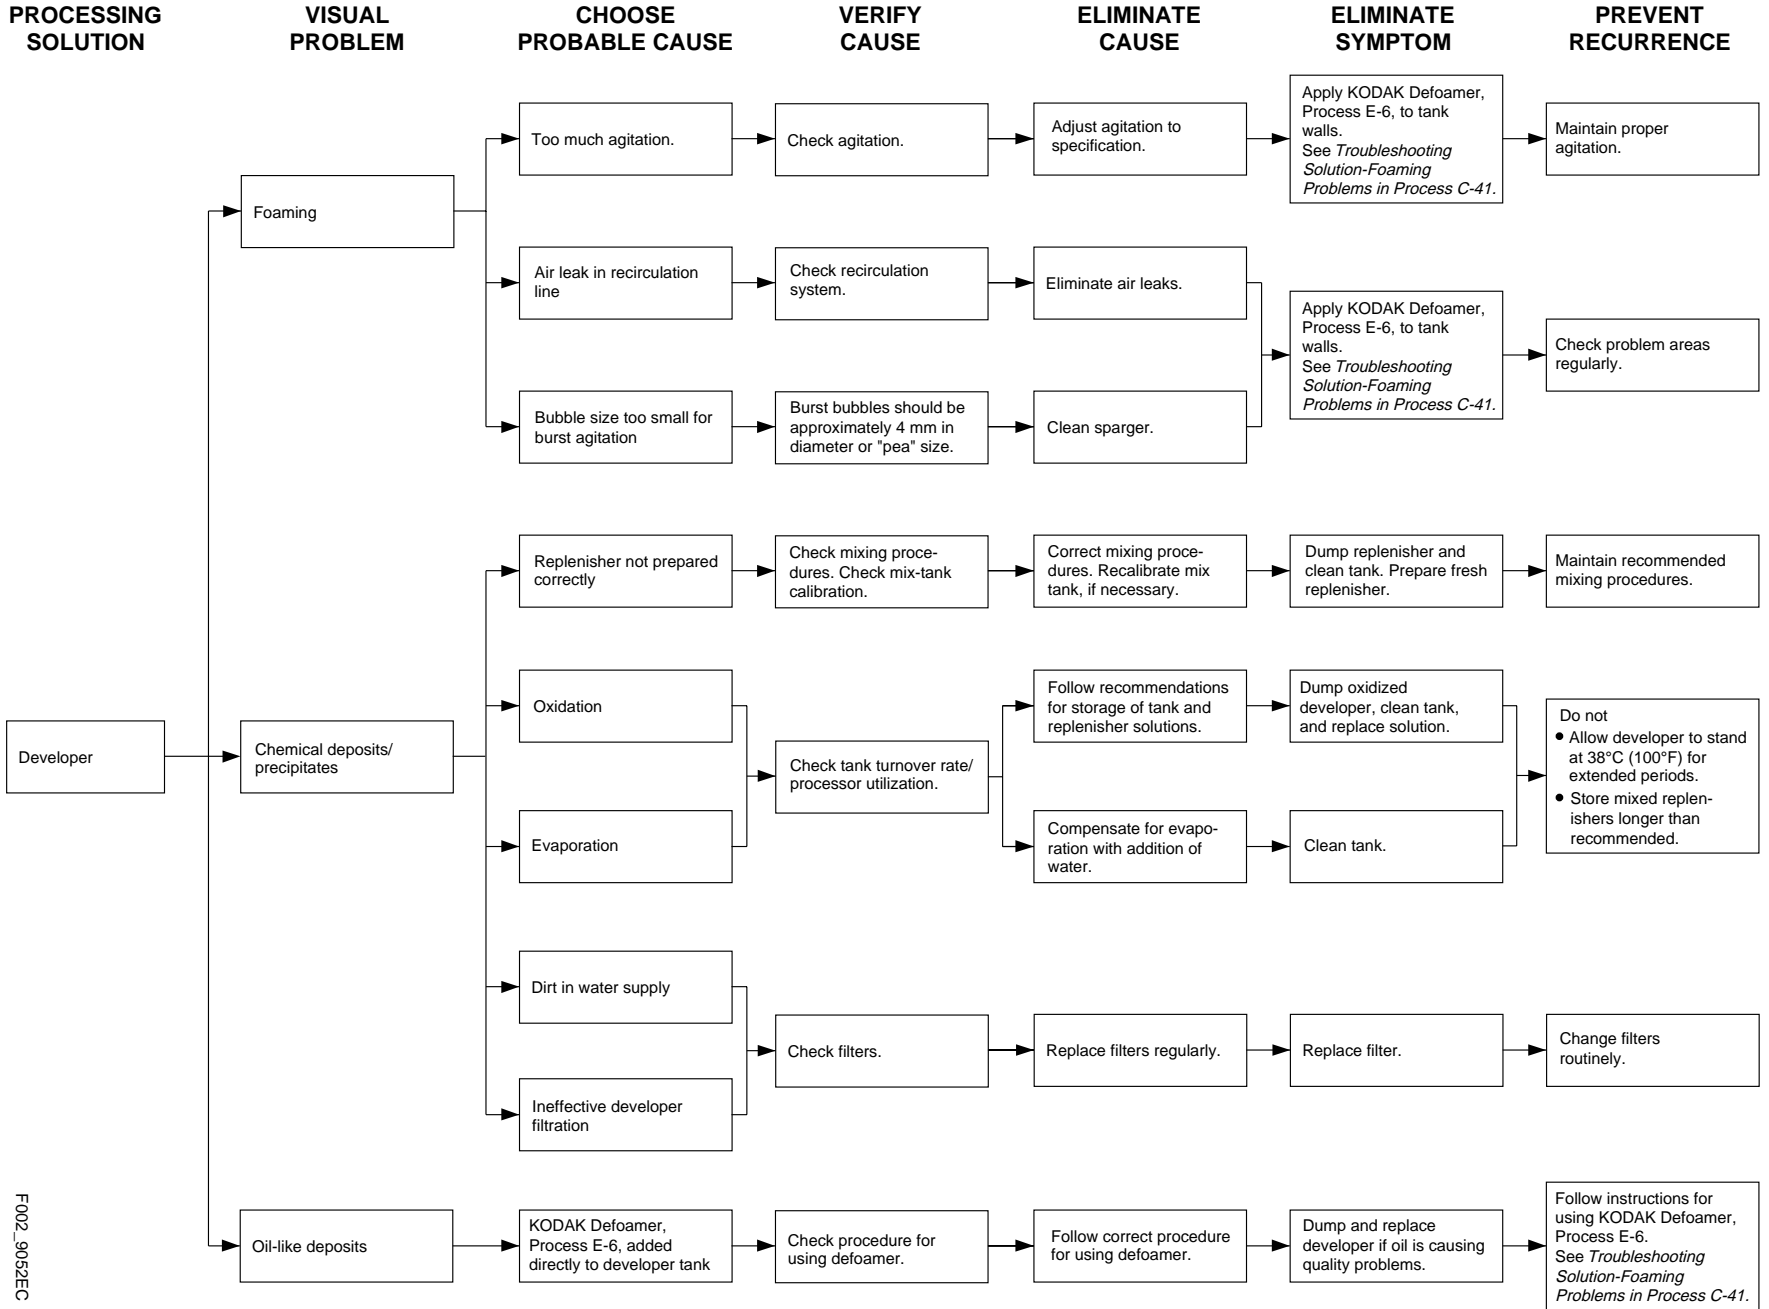 PROCESSING
SOLUTION
VISUAL
PROBLEM
CHOOSE
PROBABLE CAUSE
VERIFY
CAUSE
ELIMINATE
CAUSE
ELIMINATE
SYMPTOM
PREVENT
RECURRENCE
Developer
Foaming
Too much agitation.
Check agitation.
Adjust agitation to
specification.
Apply KODAK Defoamer,
Process E-6, to tank
walls.
See Troubleshooting
Solution-Foaming
Problems in Process C-41.
Maintain proper
agitation.
Air leak in recirculation
line
Check recirculation
system.
Eliminate air leaks.
Bubble size too small for
burst agitation
Burst bubbles should be
approximately 4 mm in
diameter or "pea" size.
Clean sparger.
Apply KODAK Defoamer,
Process E-6, to tank
walls.
See Troubleshooting
Solution-Foaming
Problems in Process C-41.
Check problem areas
regularly.
Chemical deposits/
precipitates
Replenisher not prepared
correctly
Check mixing proce-
dures. Check mix-tank
calibration.
Correct mixing proce-
dures. Recalibrate mix
tank, if necessary.
Dump replenisher and
clean tank. Prepare fresh
replenisher.
Maintain recommended
mixing procedures.
Oxidation
Evaporation
Check tank turnover rate/
processor utilization.
Follow recommendations
for storage of tank and
replenisher solutions.
Dump oxidized
developer, clean tank,
and replace solution.
Compensate for evapo-
ration with addition of
water.
Clean tank.
Do not
• Allow developer to stand
at 38°C (100°F) for
extended periods.
• Store mixed replen-
ishers longer than
recommended.
Dirt in water supply
Ineffective developer
filtration
Check filters.
Replace filters regularly.
Replace filter.
Change filters
routinely.
Oil-like deposits
KODAK Defoamer,
Process E-6, added
directly to developer tank
Check procedure for
using defoamer.
Follow correct procedure
for using defoamer.
Dump and replace
developer if oil is causing
quality problems.
Follow instructions for
using KODAK Defoamer,
Process E-6.
See Troubleshooting
Solution-Foaming
Problems in Process C-41.
F002_9052EC